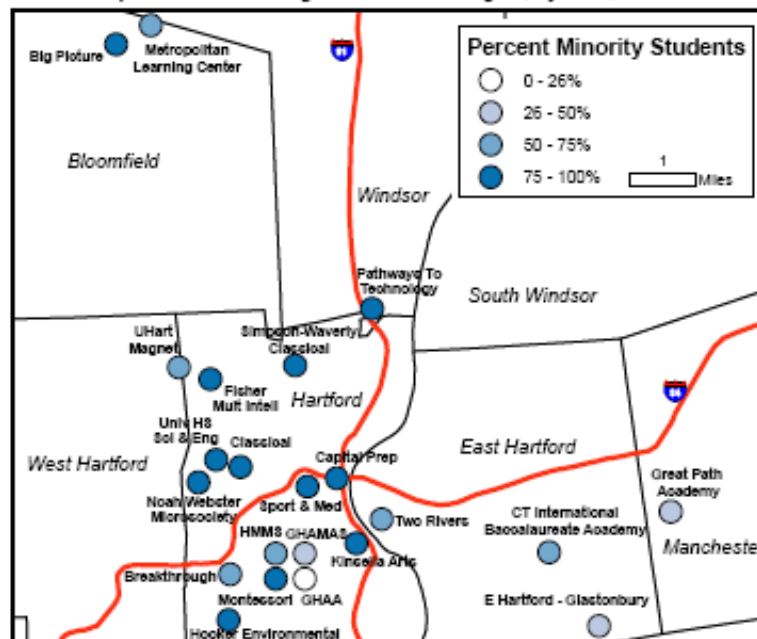 Percent Minority Students
0 - 26%
26 - 50%
50 - 75%
75 - 100%
1
Miles
Big Picture
Metropolitan
Learning Center
91
Bloomfield
Windsor
Pathways To
Technology
South Windsor
UHart
Magnet
Simpson-Waverly
Classical
Fisher
Mult Intell
Hartford
84
Univ HS
Sci & Eng
Classical
West Hartford
Capital Prep
East Hartford
Noah Webster
Microsociety
Sport & Med
Great Path
Academy
Two Rivers
CT International
Baccalaureate Academy
HMMS
GHAMAS
Kinsella Arts
Mancheste
Breakthrough
Montessori
GHAA
E Hartford - Glastonbury
Hooker Environmental